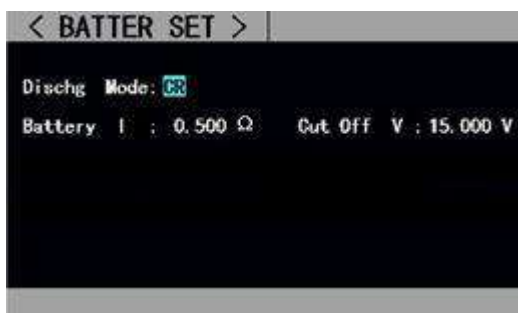 < BATTER SET >
Dischg Mode: CR
Battery I : 0.500 Ω Cut Off V : 15.000 V